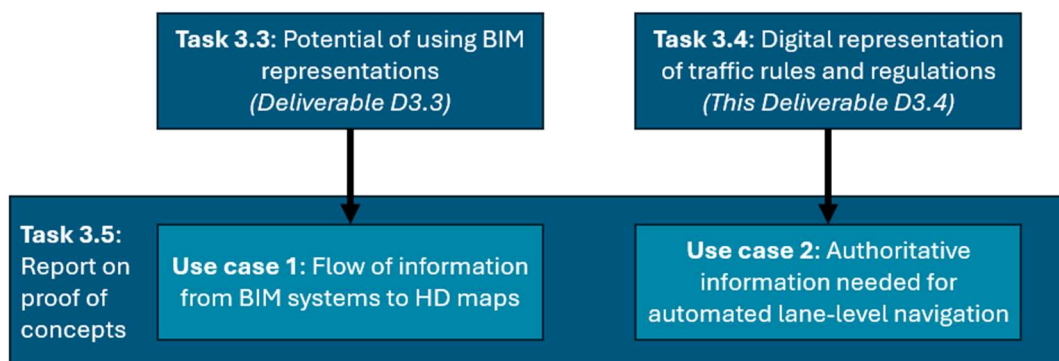 Task 3.3: Potential of using BIM
representations
(Deliverable D3.3)
Task 3.4: Digital representation
of traffic rules and regulations
(This Deliverable D3.4)
Task 3.5:
Report on
proof of
concepts
Use case 1: Flow of information
from BIM systems to HD maps
Use case 2: Authoritative
information needed for
automated lane-level navigation